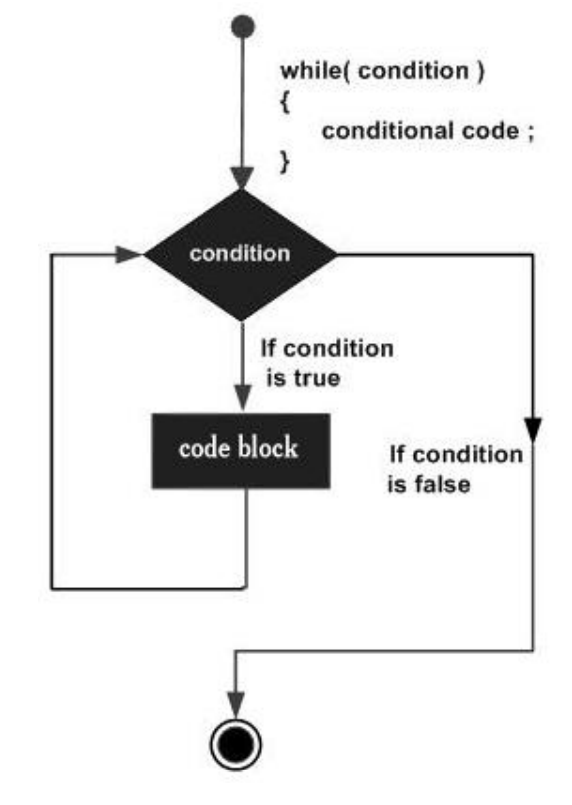 while( condition )
{
conditional code ;
}
condition
If condition
is true
code block
If condition
is false